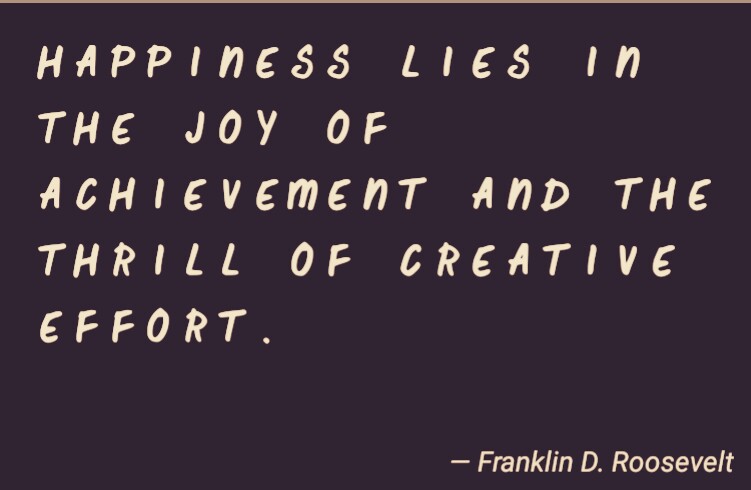 HAPPINESS LIES IN
THE JOY OF
ACHIEVEMENT AND THE
THRILL OF CREATIVE
EFFORT.
— Franklin D. Roosevelt